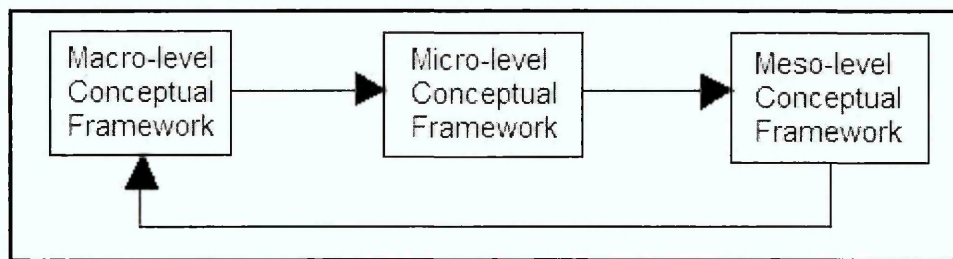 Macro-level
Conceptual
Framework
Micro-level
Conceptual
Framework
Meso-level
Conceptual
Framework